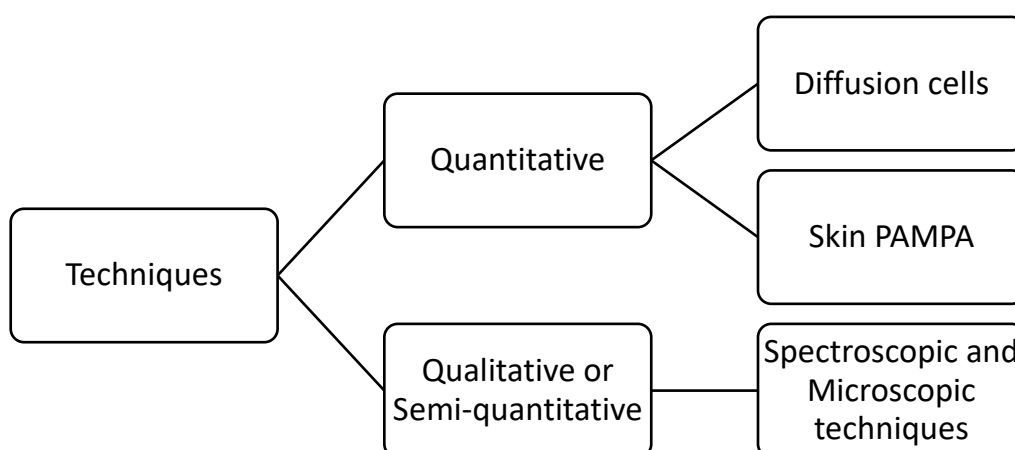 Techniques
Quantitative
Qualitative or
Semi-quantitative
Diffusion cells
Skin PAMPA
Spectroscopic and
Microscopic
techniques